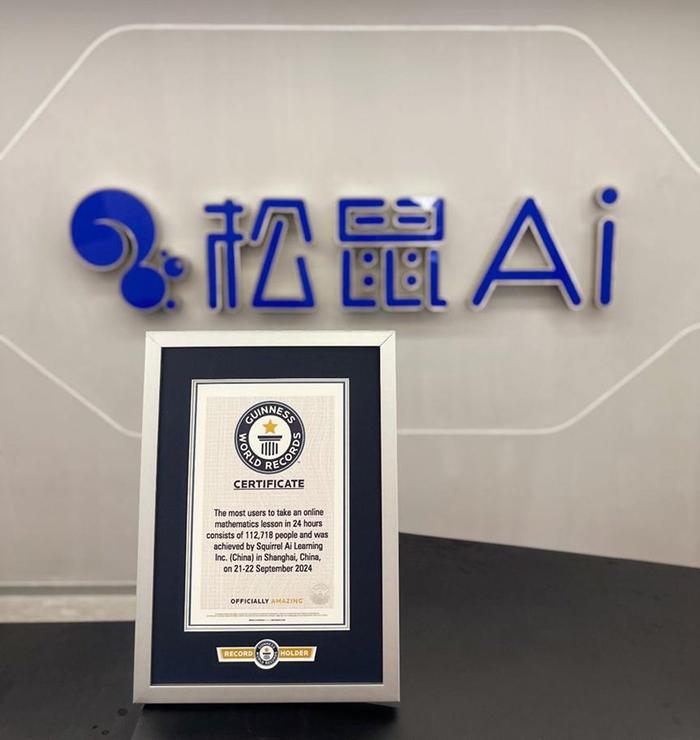 松鼠Ai
GUINNESS
WORLD RECORDS
CERTIFICATE
The most users to take an online
mathematics lesson in 24 hours
consists of 112,718 people and was
achieved by Squirrel Ai Learning
Inc. (China) in Shanghai, China,
on 21-22 September 2024
OFFICIALLY AMAZING
RECORD HOLDER